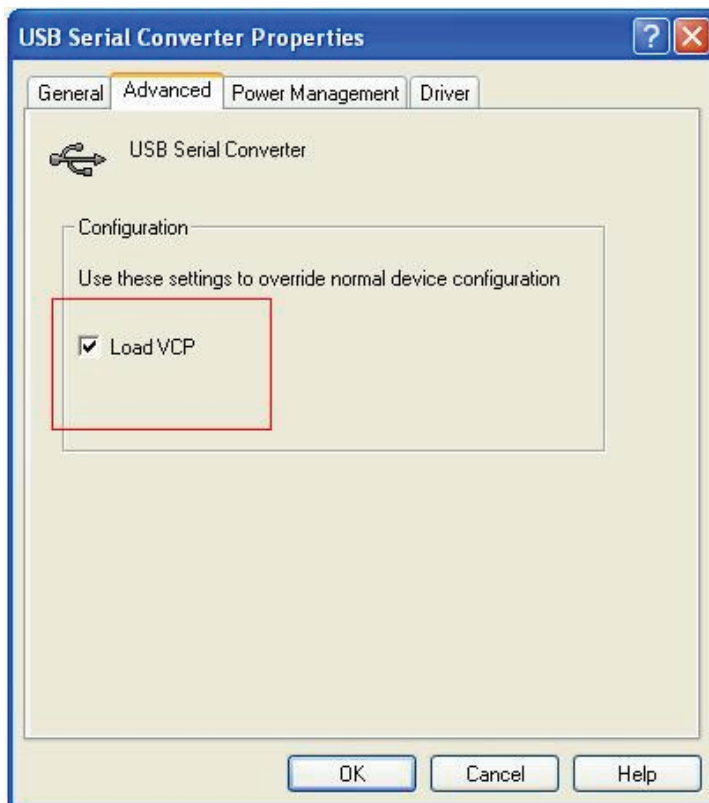 USB Serial Converter Properties
General Advanced Power Management Driver
USB Serial Converter
Configuration
Use these settings to override normal device configuration
Load VCP
OK Cancel Help